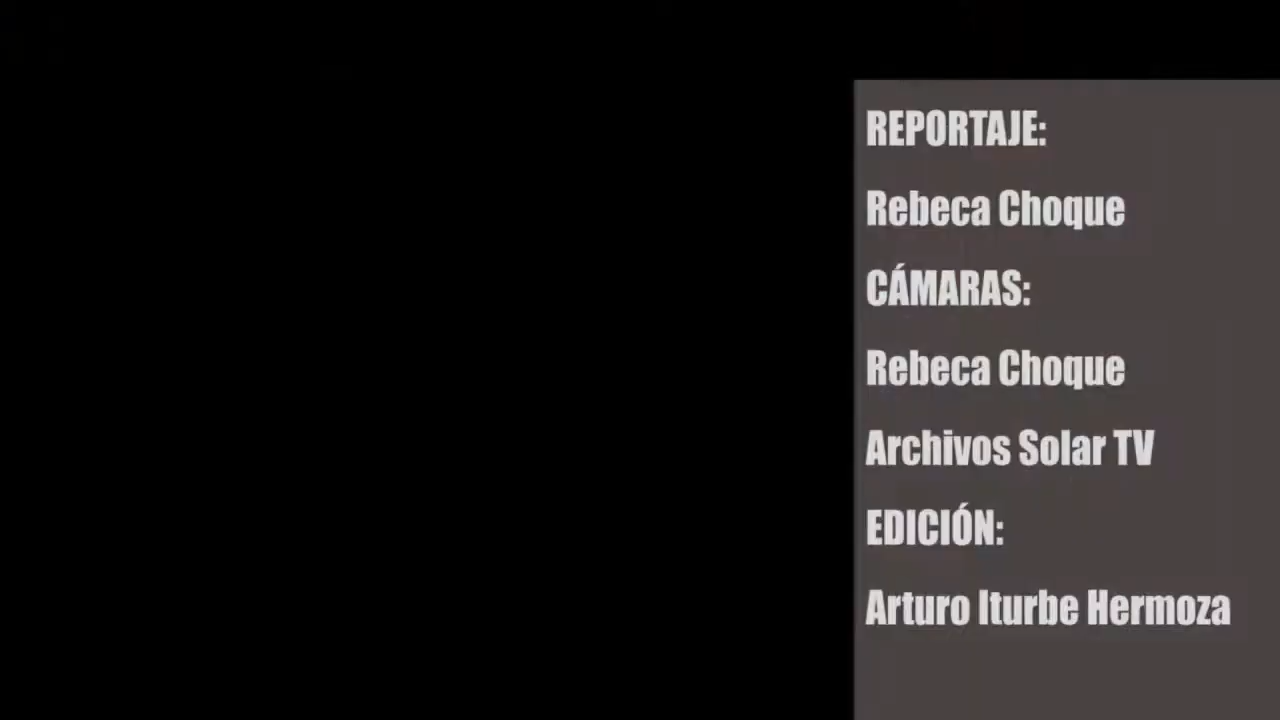 REPORTAJE:
Rebeca Choque
CÁMARAS:
Rebeca Choque
Archivos Solar TV
EDICIÓN:
Arturo Iturbe Hermoza